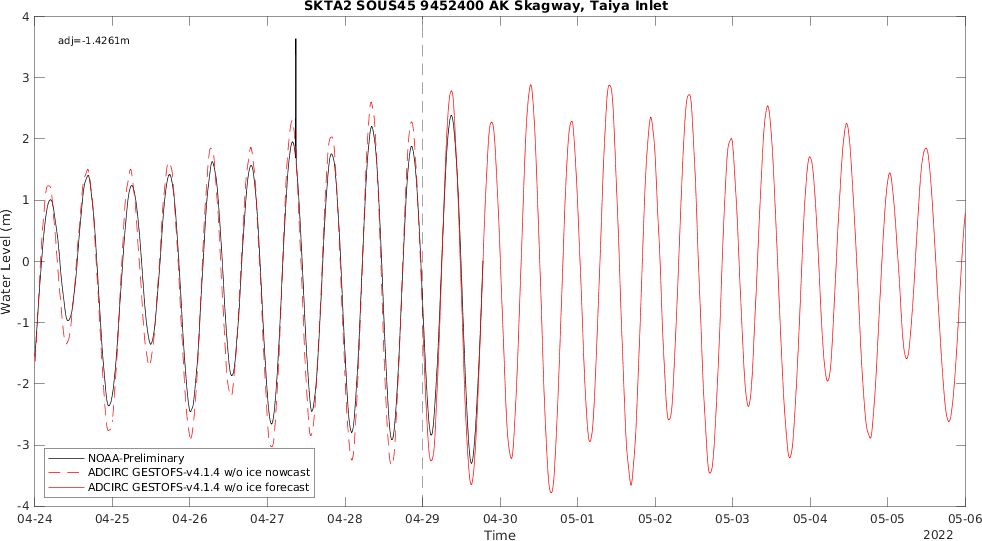 SKTA2 SOUS45 9452400 AK Skagway, Taiya Inlet
adj=-1.4261m
4
3
2
1
0
-1
-2
-3
-4
Water Level (m)
NOAA-Preliminary
ADCIRC GESTOFS-v4.1.4 w/o ice nowcast
ADCIRC GESTOFS-v4.1.4 w/o ice forecast
04-24 04-25 04-26 04-27 04-28 04-29 04-30 05-01 05-02 05-03 05-04 05-05 05-06
Time
2022